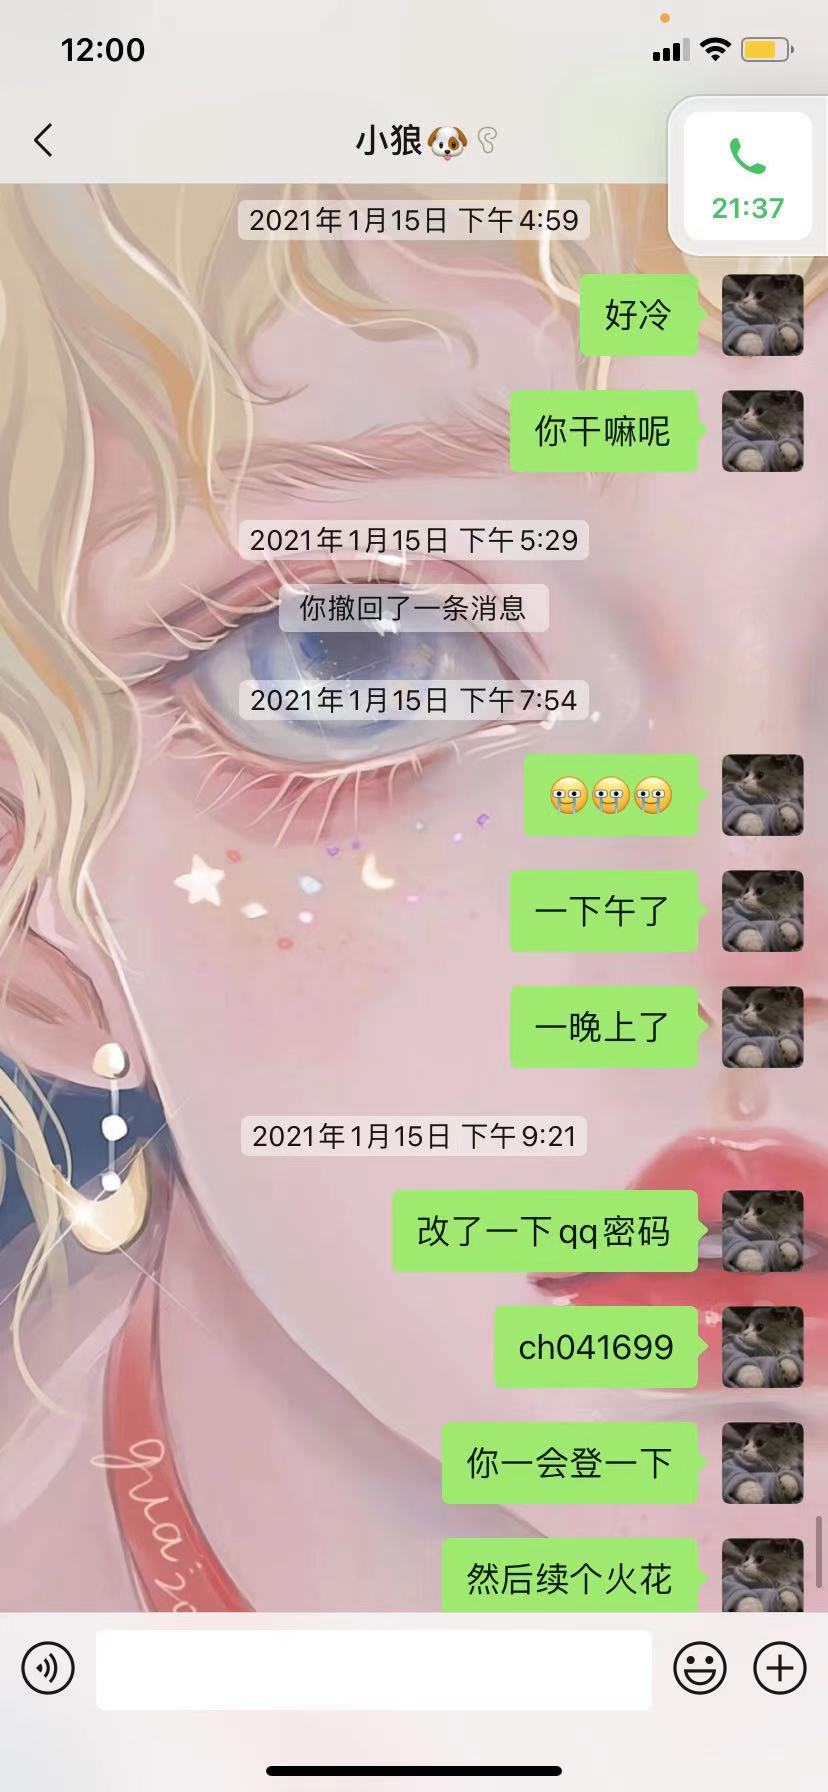 12:00
小狼🐶
21:37
2021年1月15日 下午4:59
好冷
你干嘛呢
2021年1月15日 下午5:29
你撤回了一条消息
2021年1月15日 下午7:54
😭😭😭
一下午了
一晚上了
2021年1月15日 下午9:21
改了一下qq密码
ch041699
你一会登一下
然后续个火花